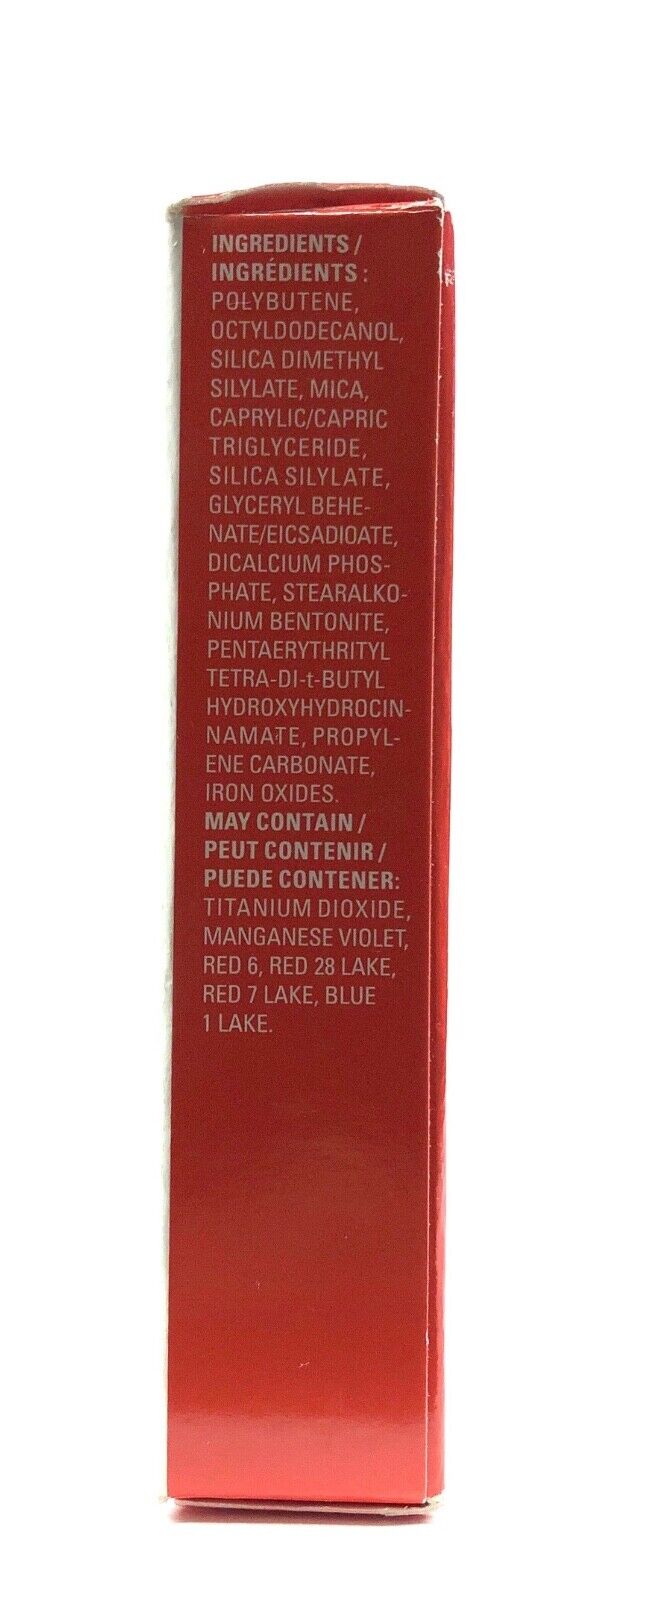 INGREDIENTS /
INGRÉDIENTS :
POLYBUTENE,
OCTYLDODECANOL,
SILICA DIMETHYL
SILYLATE, MICA,
CAPRYLIC/CAPRIC
TRIGLYCERIDE,
SILICA SILYLATE,
GLYCERYL BEHE-
NATE/EICSADIOATE,
DICALCIUM PHOS-
PHATE, STEARALKO-
NIUM BENTONITE,
PENTAERYTHRITYL
TETRA-DI-t-BUTYL
HYDROXYHYDROCIN-
NAMATE, PROPYL-
ENE CARBONATE,
IRON OXIDES.
MAY CONTAIN /
PEUT CONTENIR /
PUEDE CONTENER:
TITANIUM DIOXIDE,
MANGANESE VIOLET,
RED 6, RED 28 LAKE,
RED 7 LAKE, BLUE
1 LAKE.